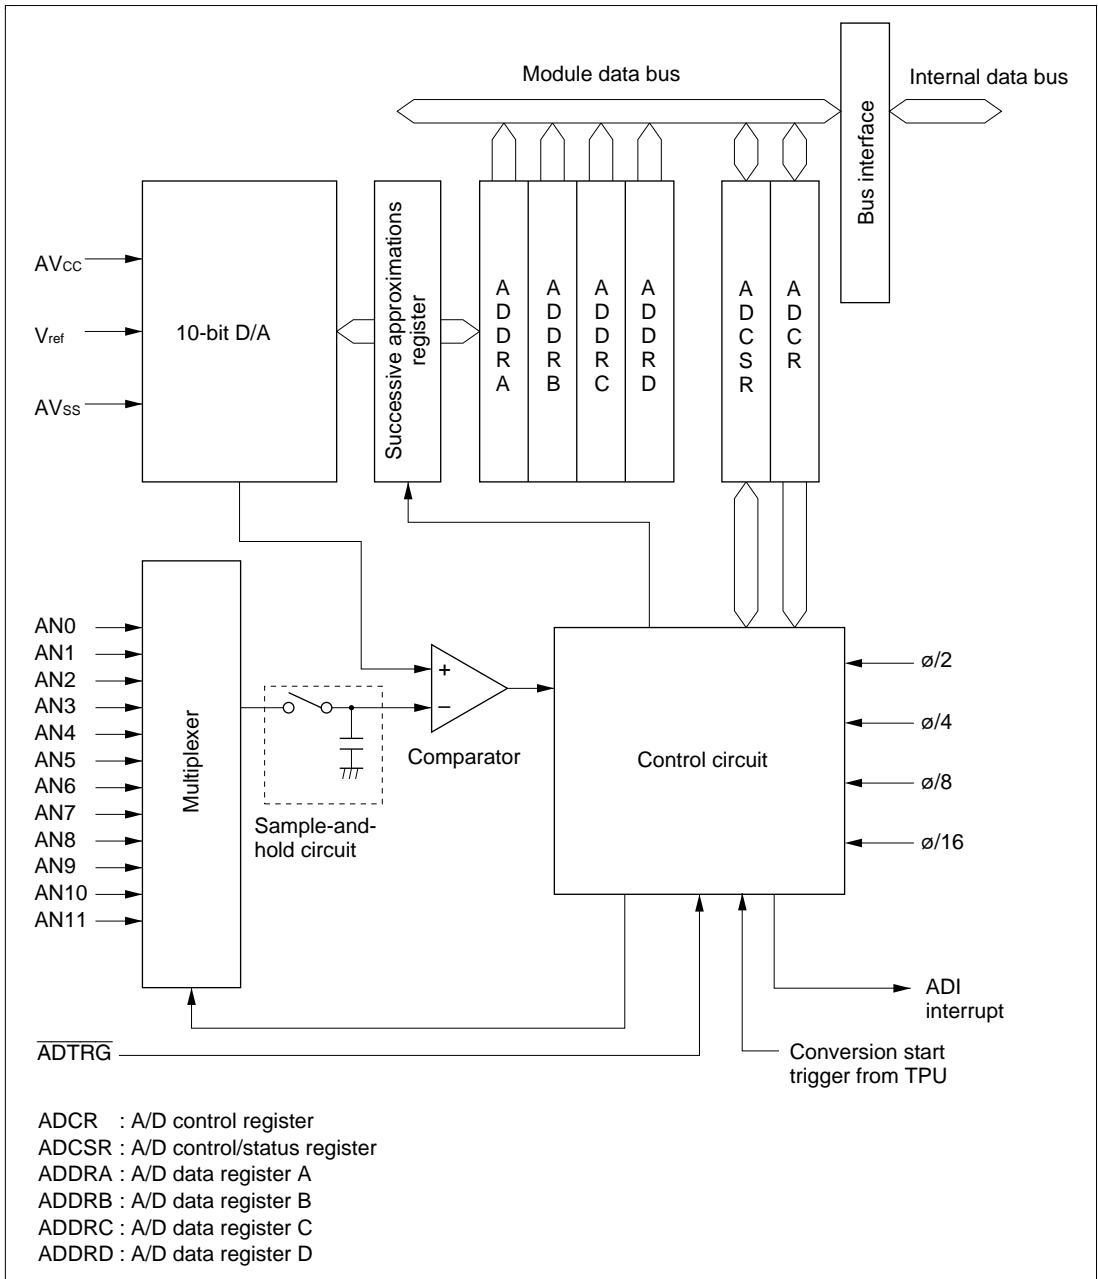 Module data bus
Internal data bus
Bus interface
AVCC
Vref
AVSS
10-bit D/A
Successive approximations
register
ADDRA
ADDRB
ADDRC
ADDRD
ADCSR
ADCR
AN0
AN1
AN2
AN3
AN4
AN5
AN6
AN7
AN8
AN9
AN10
AN11
Multiplexer
Sample-and-
hold circuit
+
−
Comparator
Control circuit
ø/2
ø/4
ø/8
ø/16
ADI
interrupt
ADTRG
Conversion start
trigger from TPU
ADCR : A/D control register
ADCSR : A/D control/status register
ADDRA : A/D data register A
ADDRB : A/D data register B
ADDRC : A/D data register C
ADDRD : A/D data register D